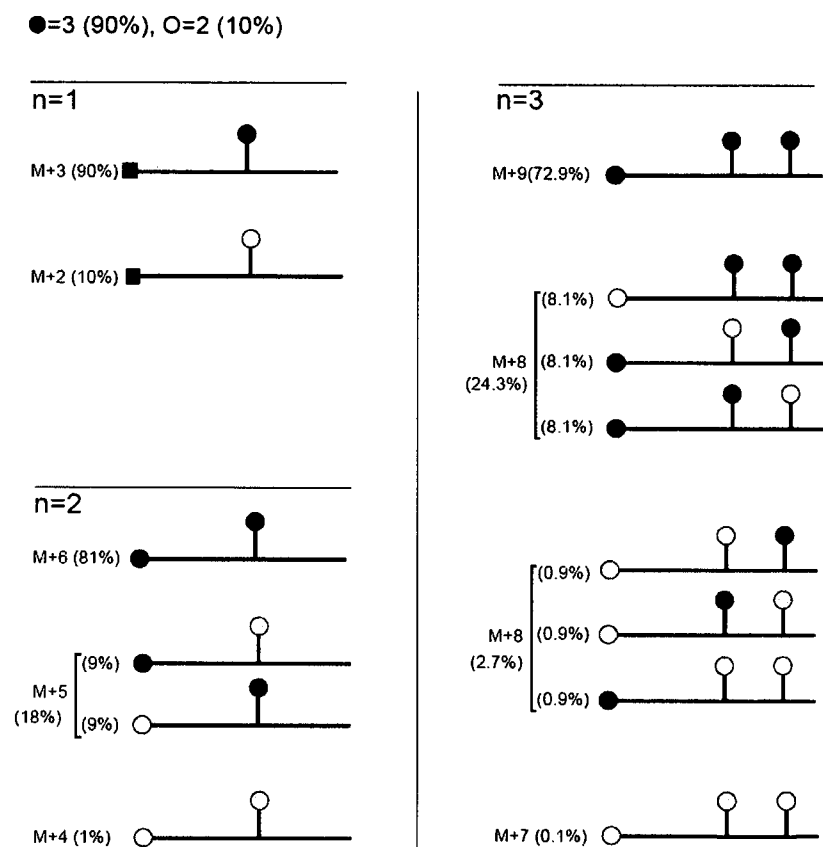 ●=3 (90%), O=2 (10%)
n=1
M+3 (90%)
M+2 (10%)
n=2
M+6 (81%)
(9%)
M+5
(18%)
(9%)
M+4 (1%)
n=3
M+9(72.9%)
(8.1%)
M+8
(8.1%)
(24.3%)
(8.1%)
(0.9%)
M+8
(0.9%)
(2.7%)
(0.9%)
M+7 (0.1%)